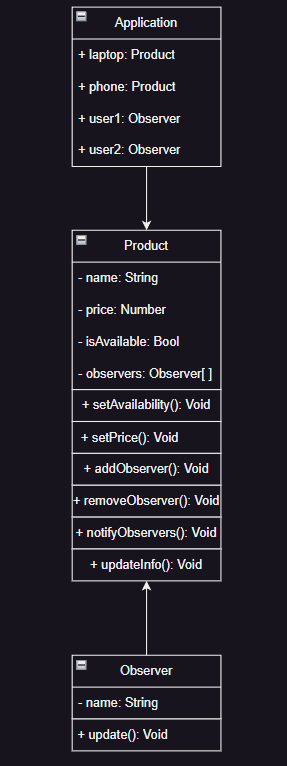 Application
+ laptop: Product
+ phone: Product
+ user1: Observer
+ user2: Observer
Product
- name: String
- price: Number
- isAvailable: Bool
- observers: Observer[ ]
+ setAvailability(): Void
+ setPrice(): Void
+ addObserver(): Void
+ removeObserver(): Void
+ notifyObservers(): Void
+ updateInfo(): Void
Observer
- name: String
+ update(): Void